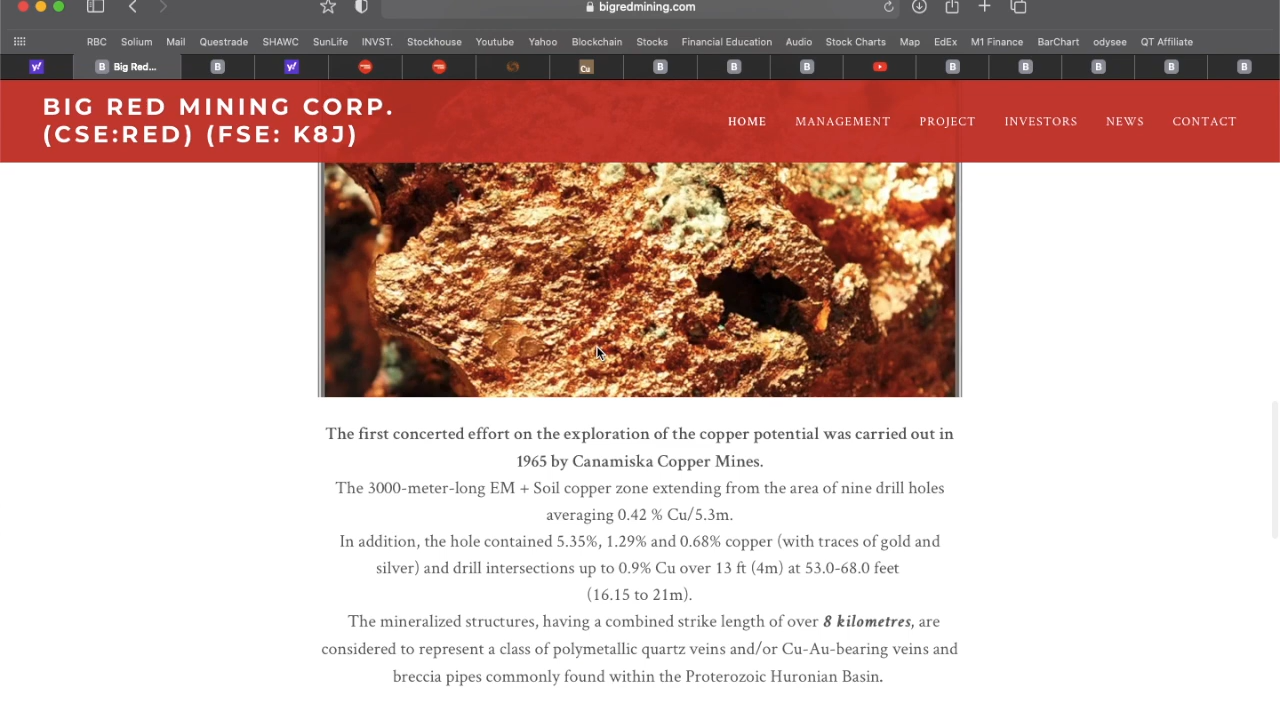 bigredmining.com
RBC Solium Mail Questrade SHAWC SunLife INVST. Stockhouse Youtube Yahoo Blockchain Stocks Financial Education Audio Stock Charts Map EdEx M1 Finance BarChart odysee QT Affiliate
y! B Big Red... B y! Cu B B B B B B B B
BIG RED MINING CORP.
(CSE:RED) (FSE: K8J)
HOME MANAGEMENT PROJECT INVESTORS NEWS CONTACT
The first concerted effort on the exploration of the copper potential was carried out in
1965 by Canamiska Copper Mines.
The 3000-meter-long EM + Soil copper zone extending from the area of nine drill holes
averaging 0.42 % Cu/5.3m.
In addition, the hole contained 5.35%, 1.29% and 0.68% copper (with traces of gold and
silver) and drill intersections up to 0.9% Cu over 13 ft (4m) at 53.0-68.0 feet
(16.15 to 21m).
The mineralized structures, having a combined strike length of over 8 kilometres, are
considered to represent a class of polymetallic quartz veins and/or Cu-Au-bearing veins and
breccia pipes commonly found within the Proterozoic Huronian Basin.